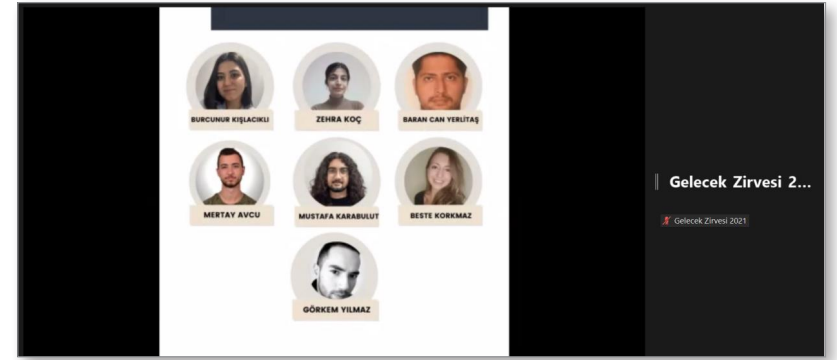 BURCUNUR KIŞLACIKLI
ZEHRA KOÇ
BARAN CAN YERLİTAŞ
MERTAY AVCU
MUSTAFA KARABULUT
BESTE KORKMAZ
GÖRKEM YILMAZ
Gelecek Zirvesi 2...
Gelecek Zirvesi 2021